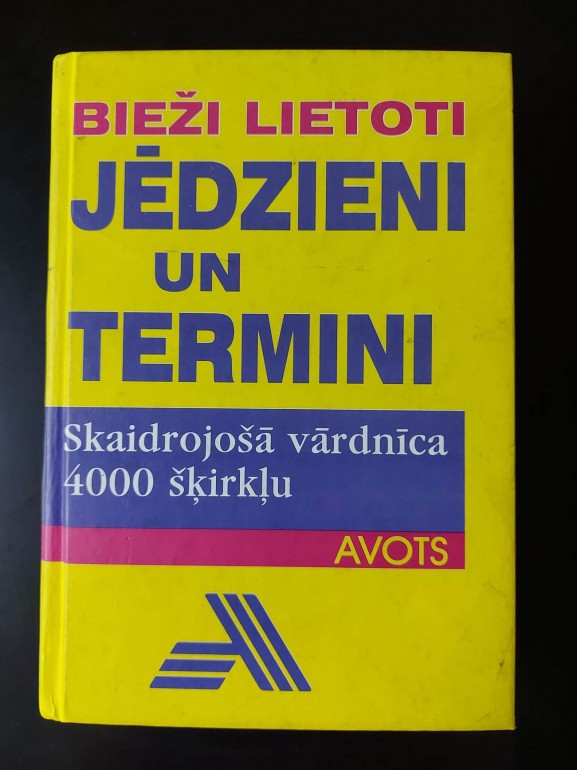 BIEŽI LIETOTI
JĒDZIENI
UN
TERMINI
Skaidrojošā vārdnīca
4000 šķirkļu
AVOTS